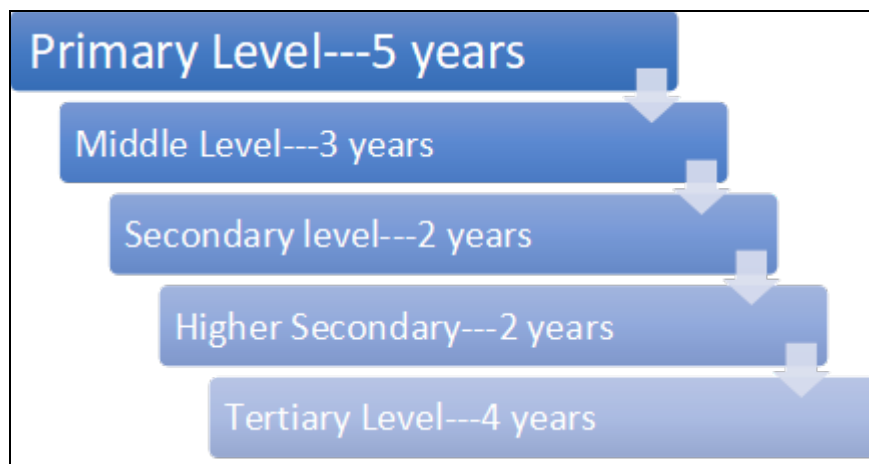 Primary Level---5 years
Middle Level---3 years
Secondary level---2 years
Higher Secondary---2 years
Tertiary Level---4 years